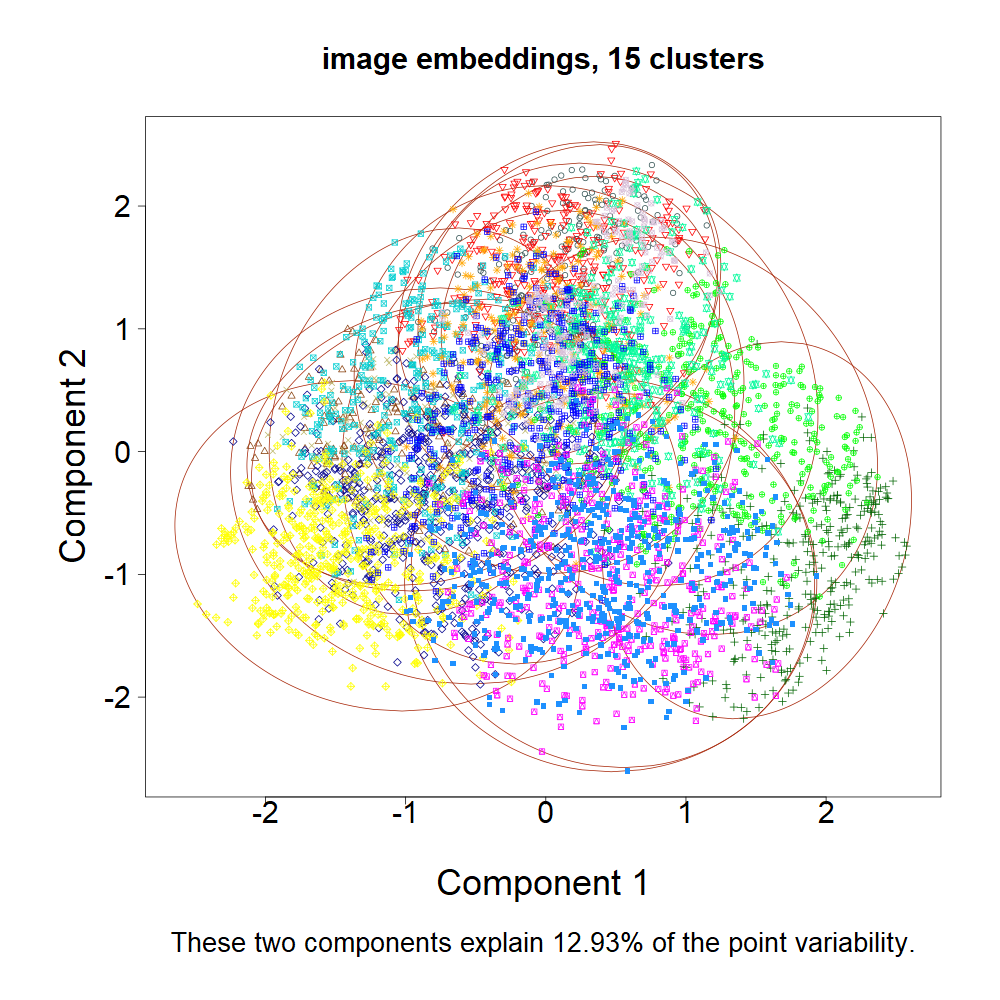 image embeddings, 15 clusters
Component 2
2
1
0
-1
-2
-2 -1 0 1 2
Component 1
These two components explain 12.93% of the point variability.